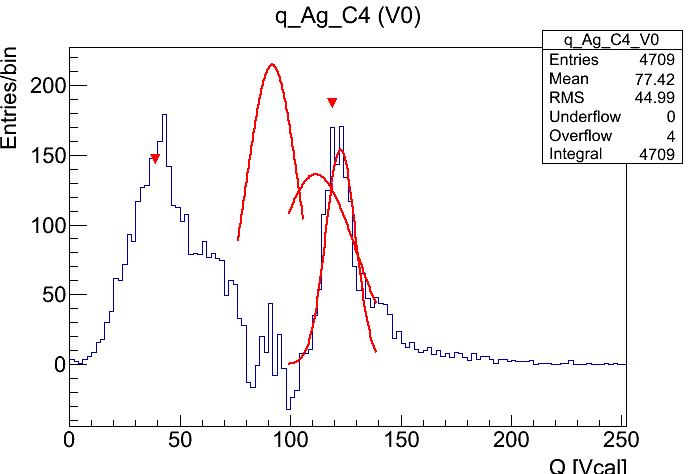 q_Ag_C4 (V0)
q_Ag_C4_V0
Entries 4709
Mean 77.42
RMS 44.99
Underflow 0
Overflow 4
Integral 4709
Entries/bin
200
150
100
50
0
0 50 100 150 200 250
Q [Vcal]